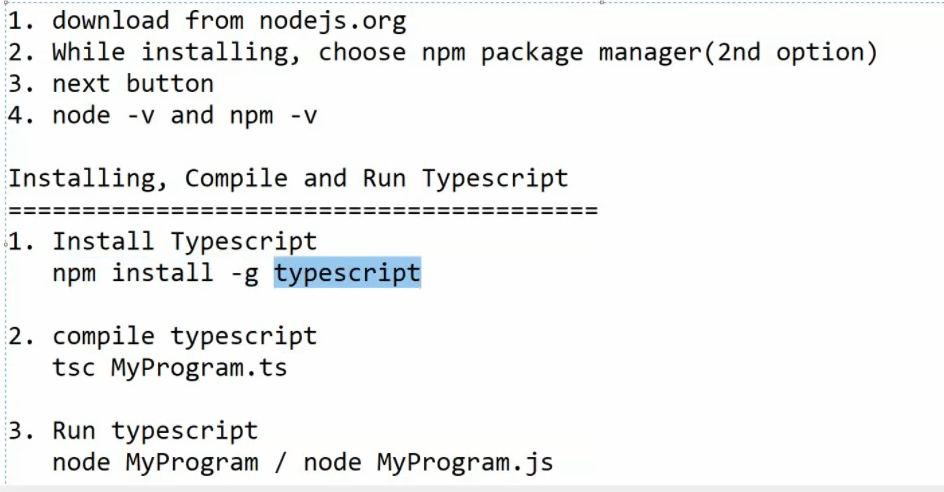 1. download from nodejs.org
2. While installing, choose npm package manager(2nd option)
3. next button
4. node -v and npm -v
Installing, Compile and Run Typescript
========================================
1. Install Typescript
npm install -g typescript
2. compile typescript
tsc MyProgram.ts
3. Run typescript
node MyProgram / node MyProgram.js